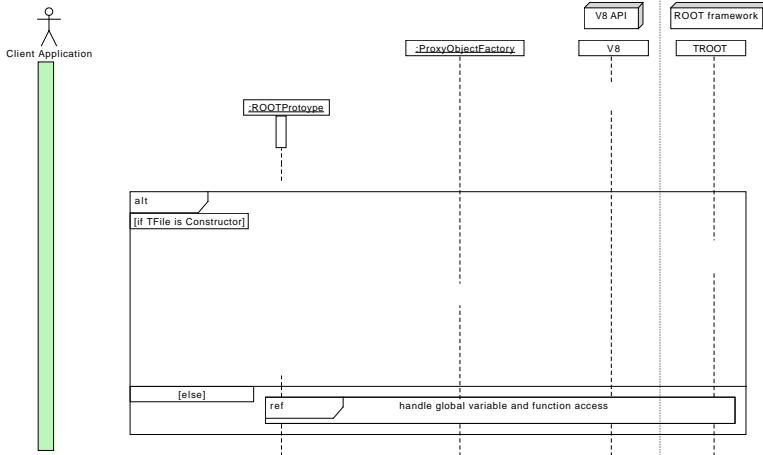 V8 API
ROOT framework
Client Application
:ProxyObjectFactory
V8
TROOT
:ROOTProtoype
alt
[if TFile is Constructor]
[else]
ref
handle global variable and function access